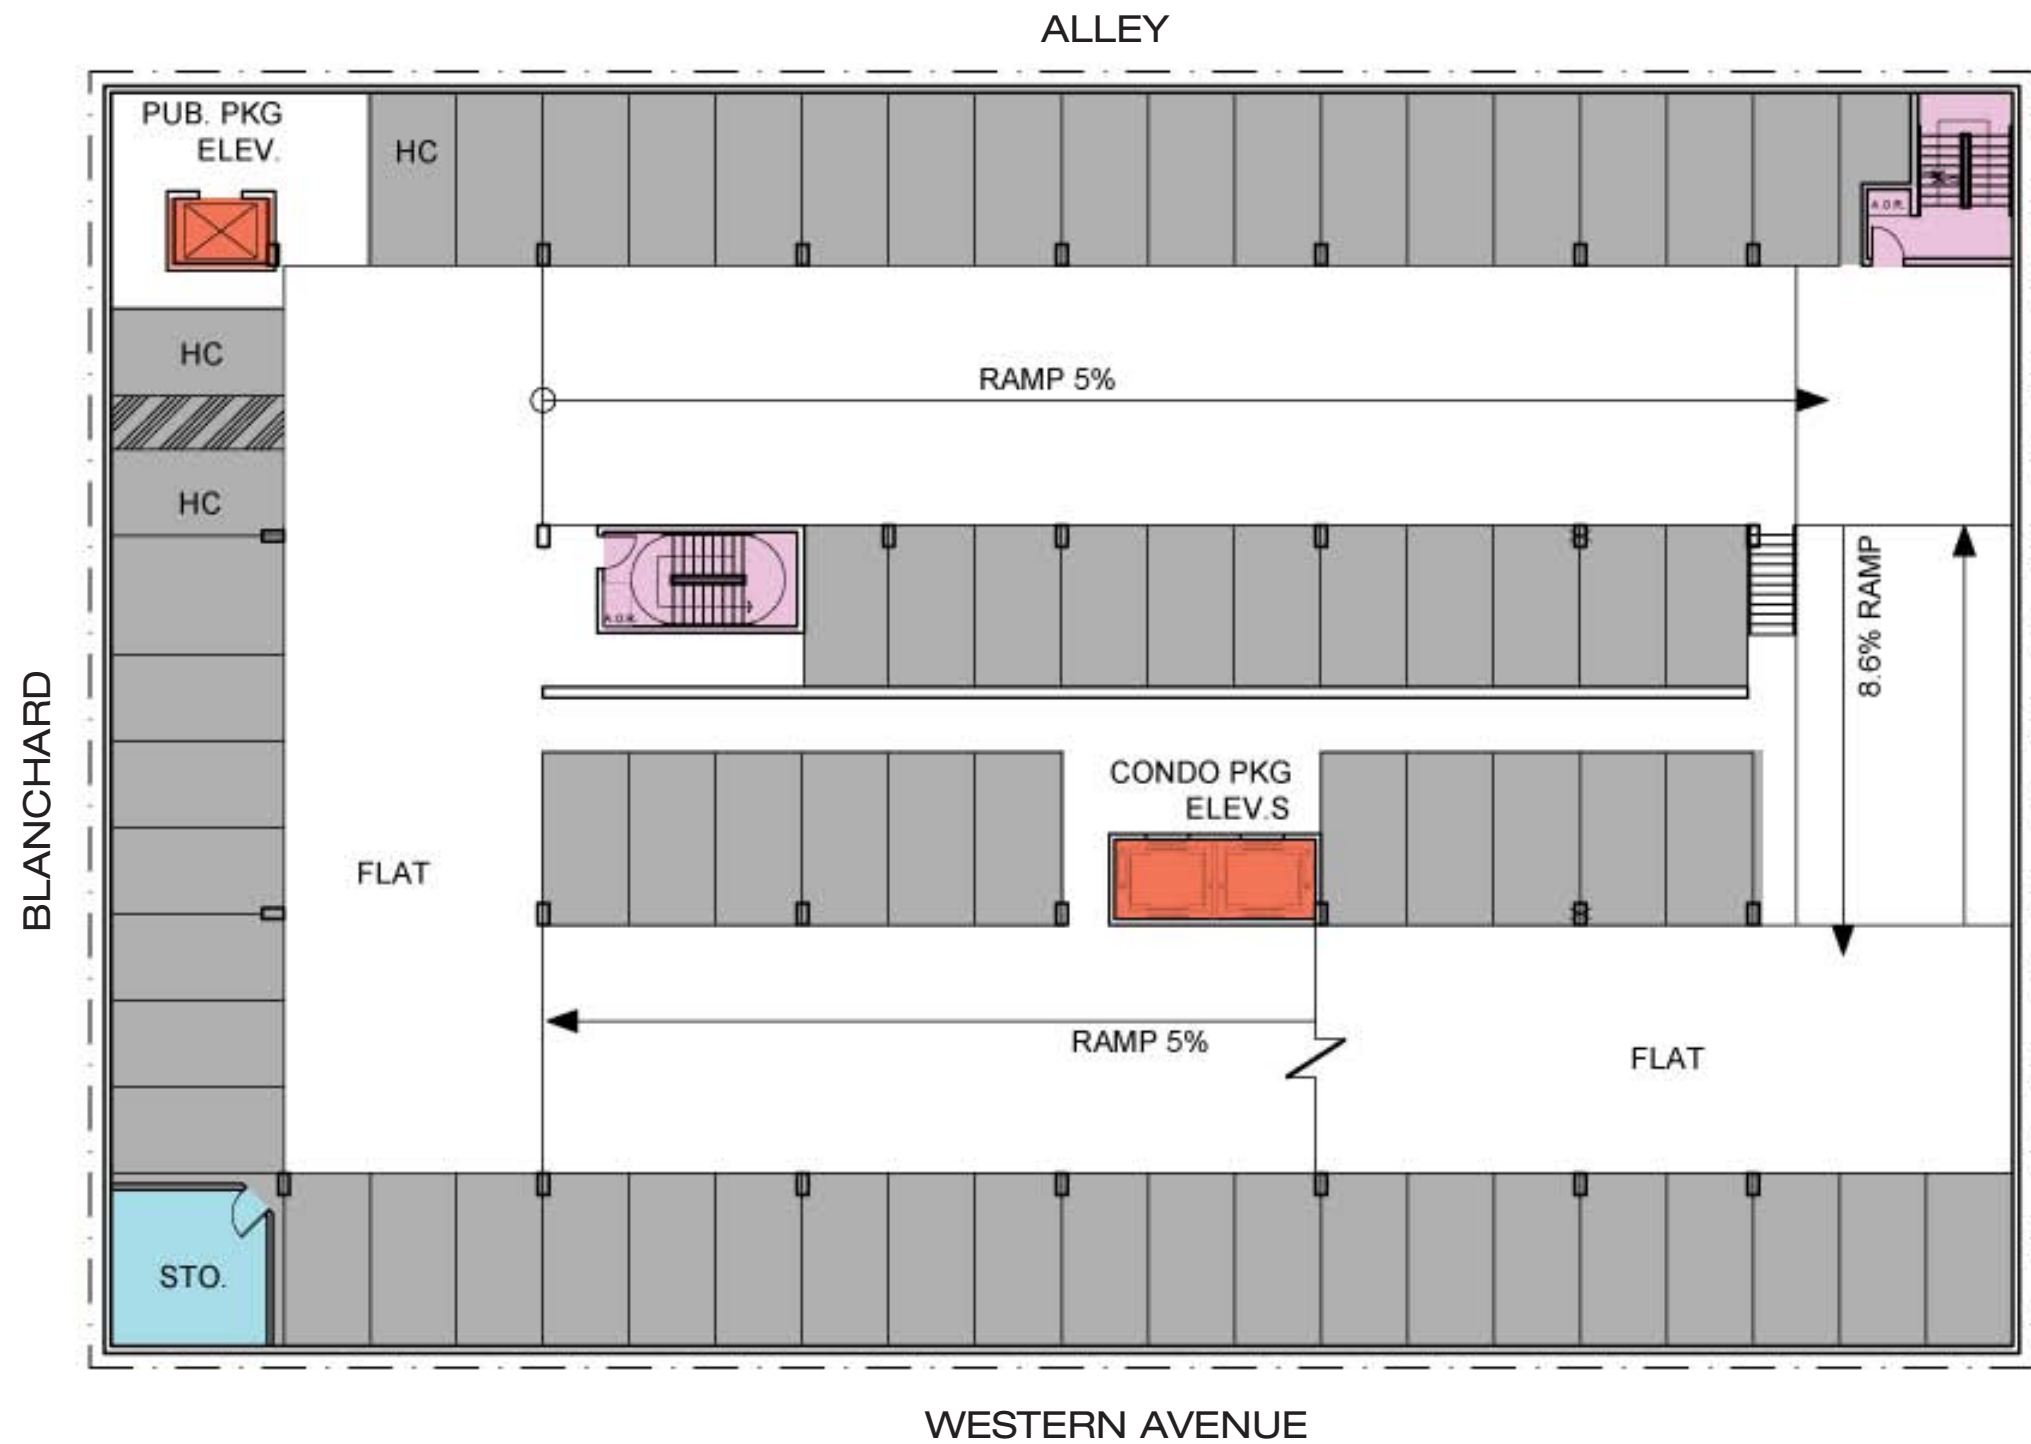 ALLEY
PUB. PKG
ELEV.
HC
A.O.R.
HC
RAMP 5%
HC
A.O.R.
8.6% RAMP
BLANCHARD
CONDO PKG
ELEV.S
FLAT
RAMP 5%
FLAT
STO.
WESTERN AVENUE